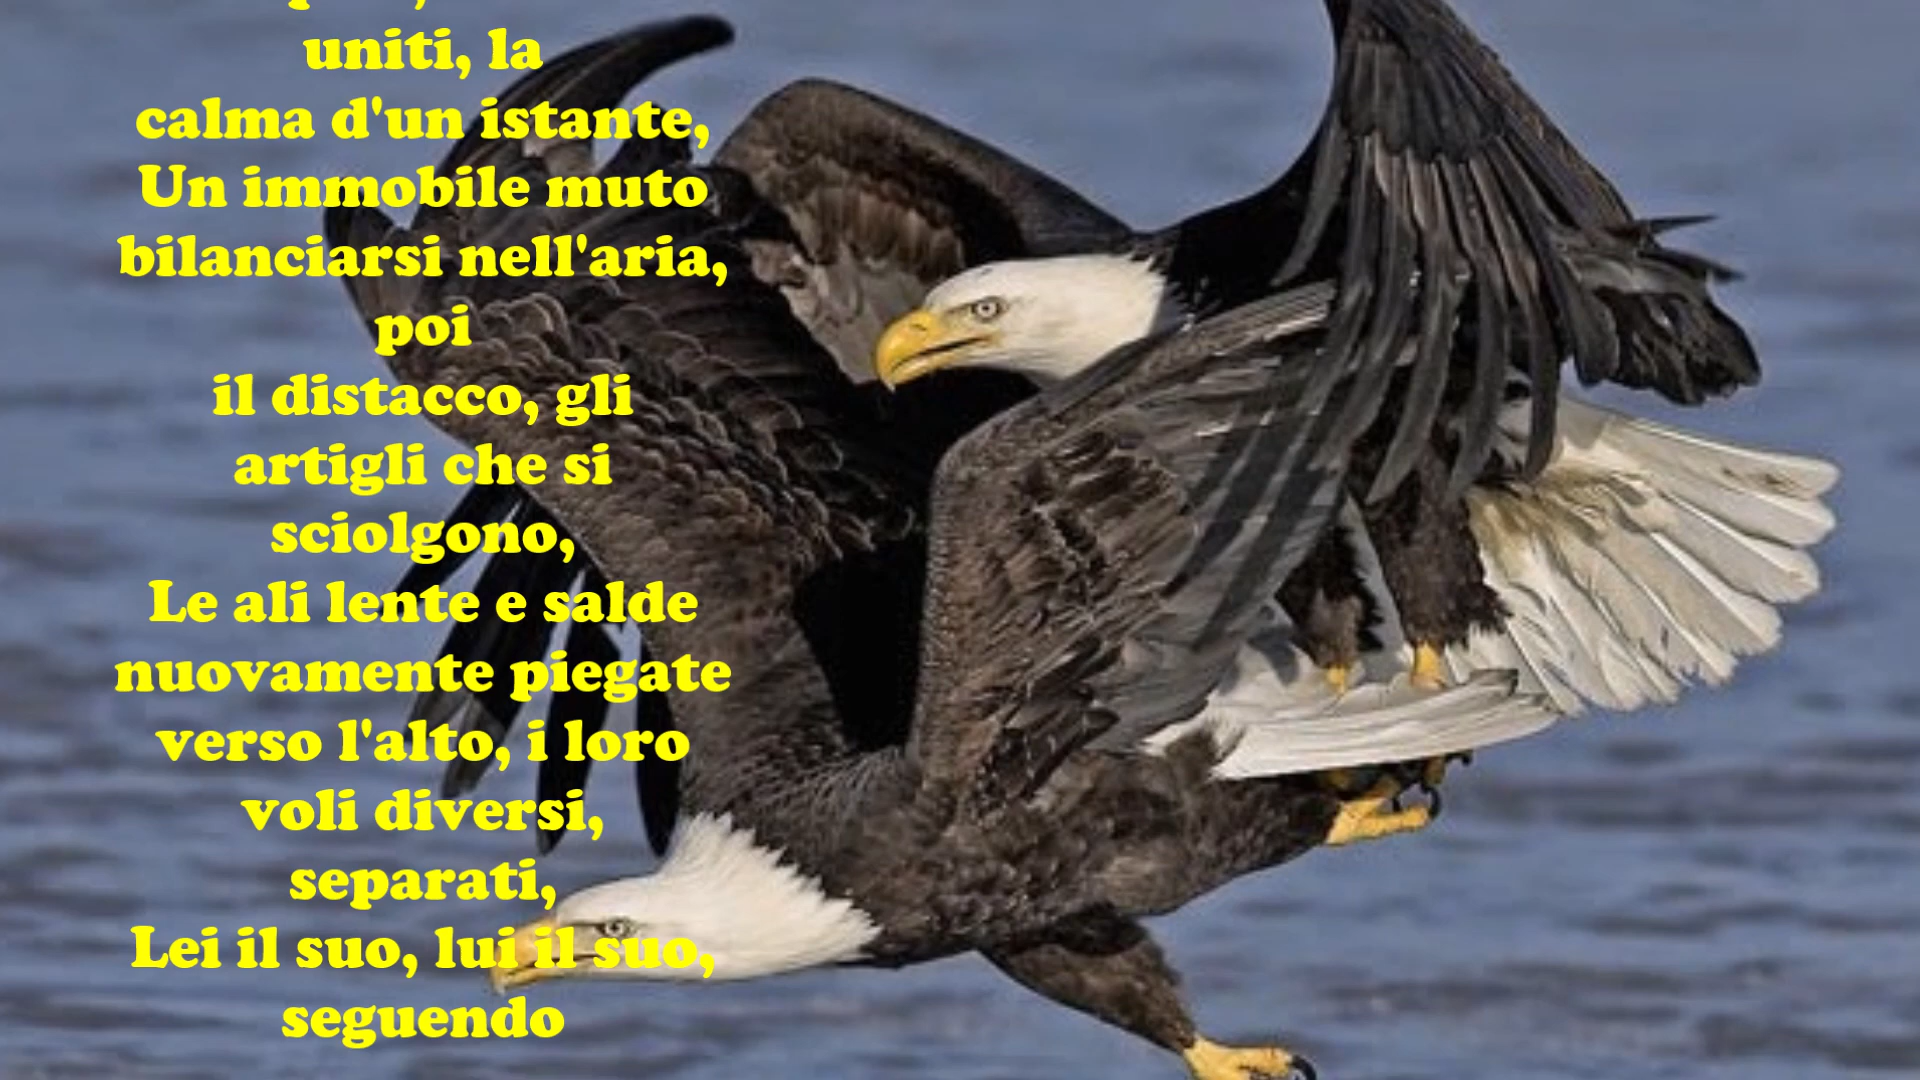 uniti, la
calma d'un istante,
Un immobile muto
bilanciarsi nell'aria,
poi
il distacco, gli
artigli che si
sciolgono,
Le ali lente e salde
nuovamente piegate
verso l'alto, i loro
voli diversi,
separati,
Lei il suo, lui il suo,
seguendo